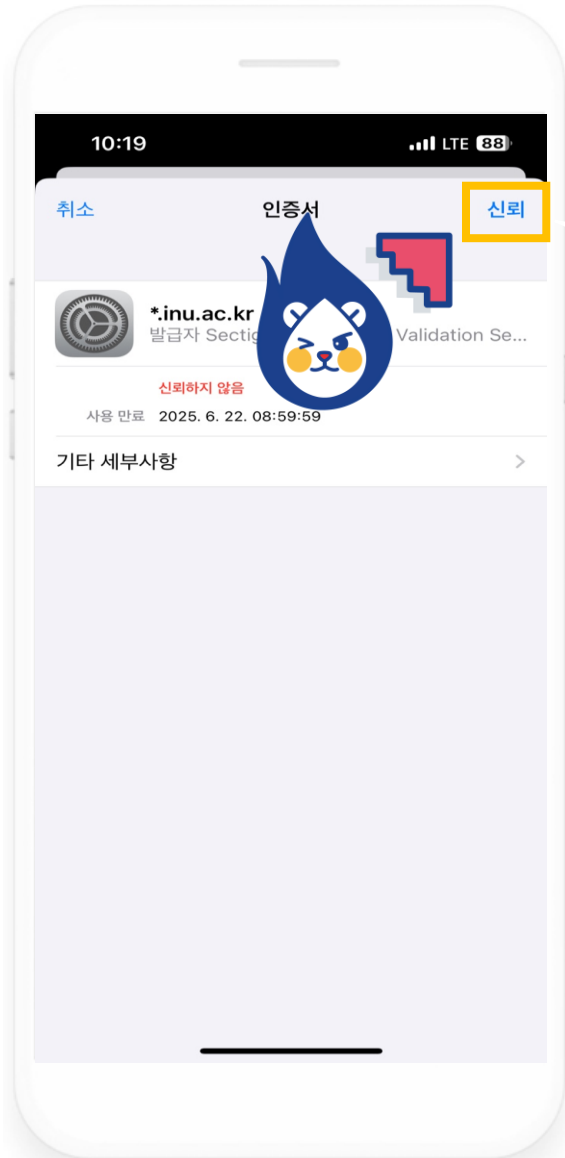 10:19 LTE 88
취소 인증서 신뢰
*.inu.ac.kr
발급자 Validation Se...
신뢰하지 않음
사용 만료 2025. 6. 22. 08:59:59
기타 세부사항 >